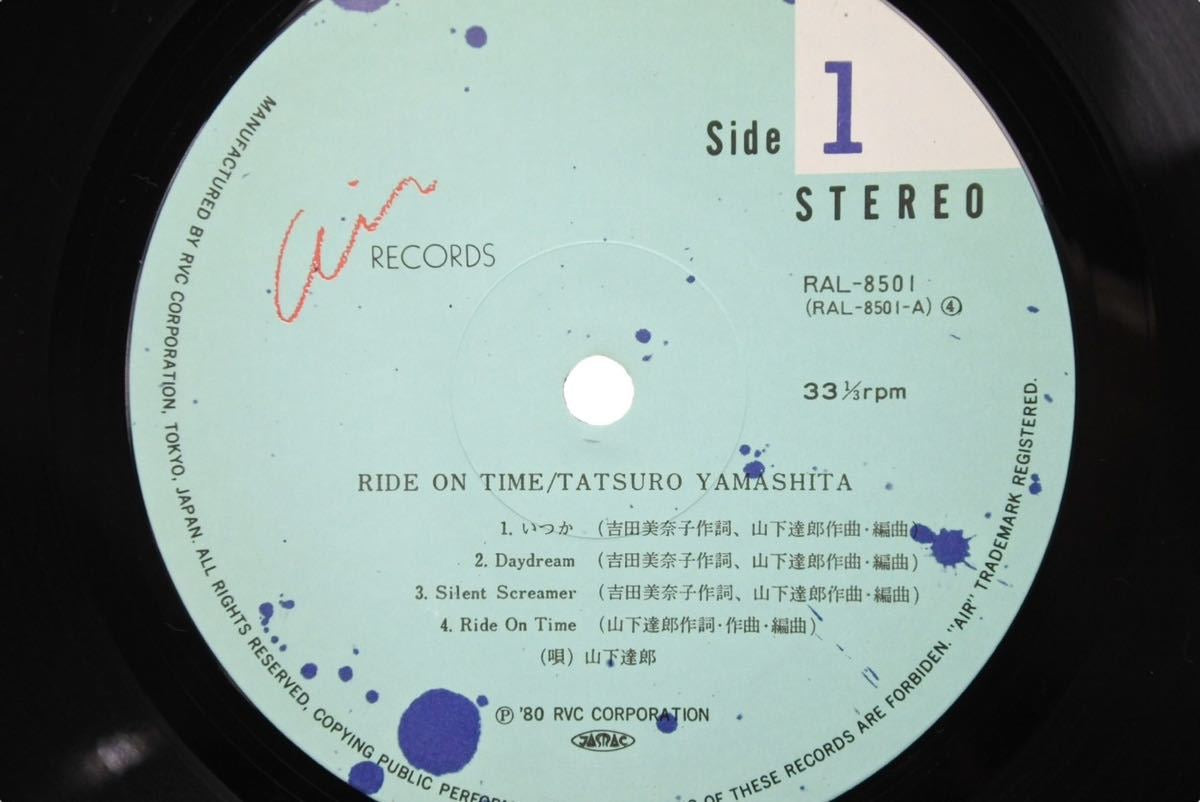 Side 1
STEREO
Air RECORDS
RAL-8501
(RAL-8501-A) ④
33 ⅓rpm
RIDE ON TIME/TATSURO YAMASHITA
1. いつか (吉田美奈子作詞、山下達郎作曲・編曲)
2. Daydream (吉田美奈子作詞、山下達郎作曲・編曲)
3. Silent Screamer (吉田美奈子作詞、山下達郎作曲・編曲)
4. Ride On Time (山下達郎作詞・作曲・編曲)
(唄) 山下達郎
Ⓟ '80 RVC CORPORATION
JASRAC
MANUFACTURED BY RVC CORPORATION, TOKYO, JAPAN ALL RIGHTS RESERVED, COPYING PUBLIC OF THESE RECORDS ARE FORBIDDEN. "AIR" TRADEMARK REGISTERED.